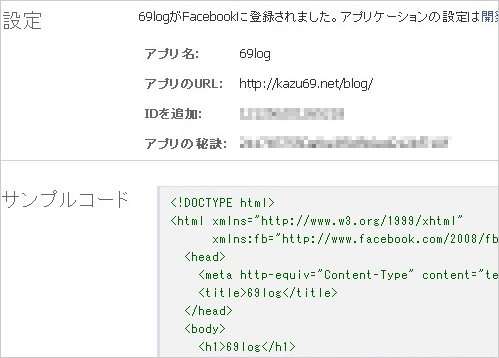 設定
69logがFacebookに登録されました。アプリケーションの設定は開
アプリ名: 69log
アプリのURL: http://kazu69.net/blog/
IDを追加:
アプリの秘訣:
サンプルコード
<!DOCTYPE html>
<html xmlns="http://www.w3.org/1999/xhtml"
xmlns:fb="http://www.facebook.com/2008/fb
<head>
<meta http-equiv="Content-Type" content="te
<title>69log</title>
</head>
<body>
<h1>69log</h1>